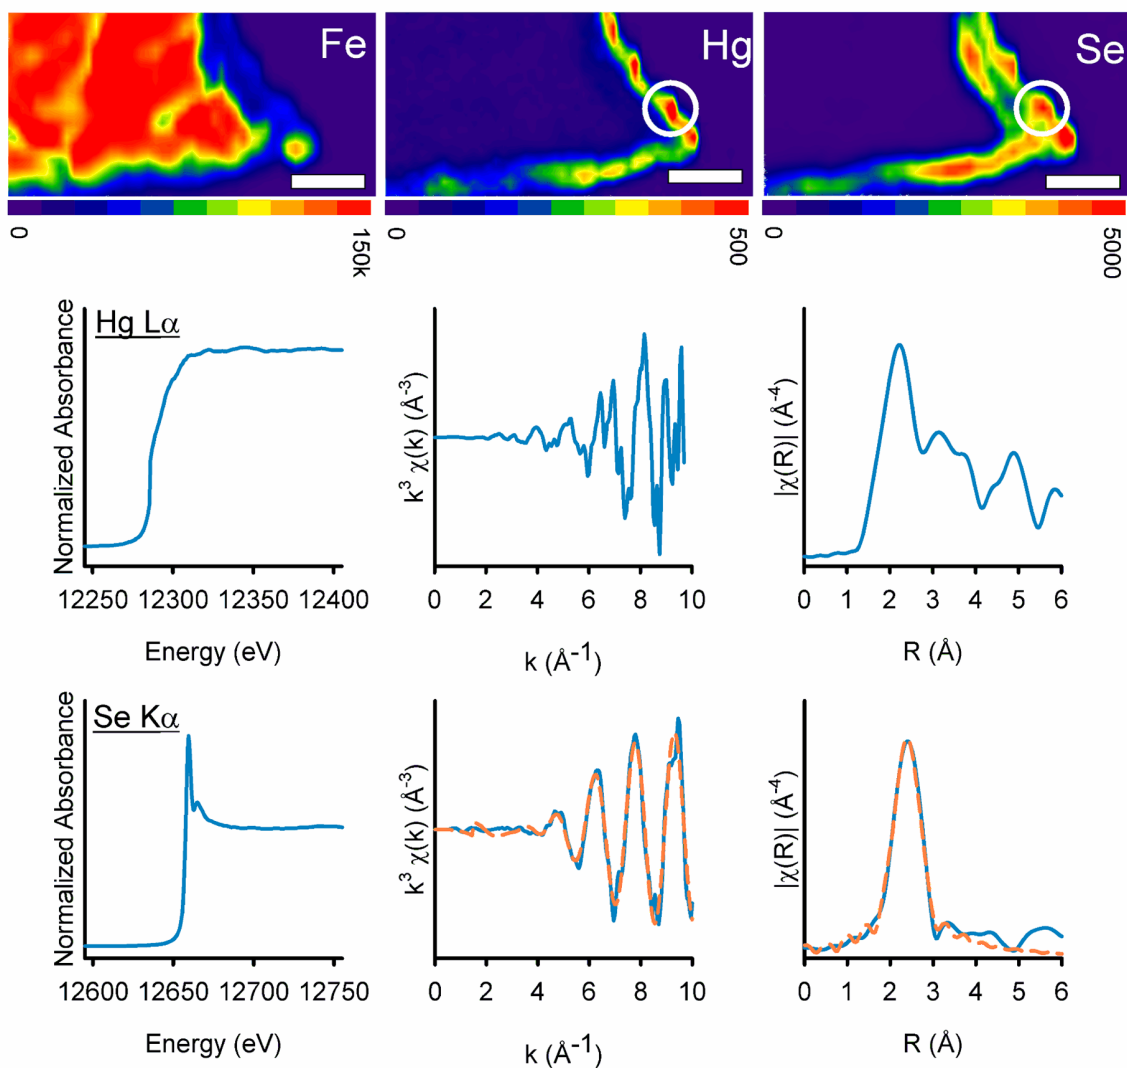 Fe
Hg
Se
0 150k
0 500
0 5000
Hg Lα
Normalized Absorbance
12250 12300 12350 12400
Energy (eV)
k³ χ(k) (Å⁻³)
0 2 4 6 8 10
k (Å⁻¹)
|χ(R)| (Å⁻⁴)
0 1 2 3 4 5 6
R (Å)
Se Kα
Normalized Absorbance
12600 12650 12700 12750
Energy (eV)
k³ χ(k) (Å⁻³)
0 2 4 6 8 10
k (Å⁻¹)
|χ(R)| (Å⁻⁴)
0 1 2 3 4 5 6
R (Å)